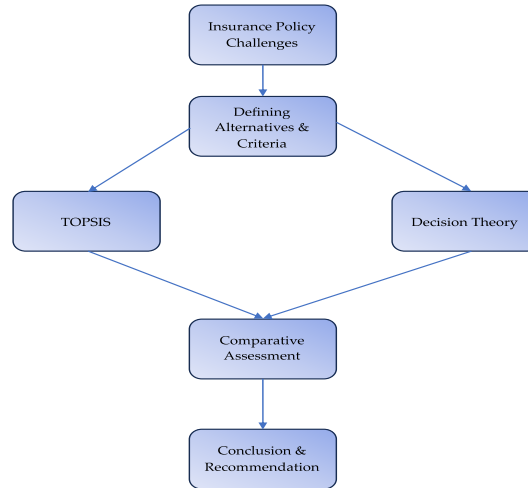 Insurance Policy
Challenges
Defining
Alternatives &
Criteria
TOPSIS
Decision Theory
Comparative
Assessment
Conclusion &
Recommendation